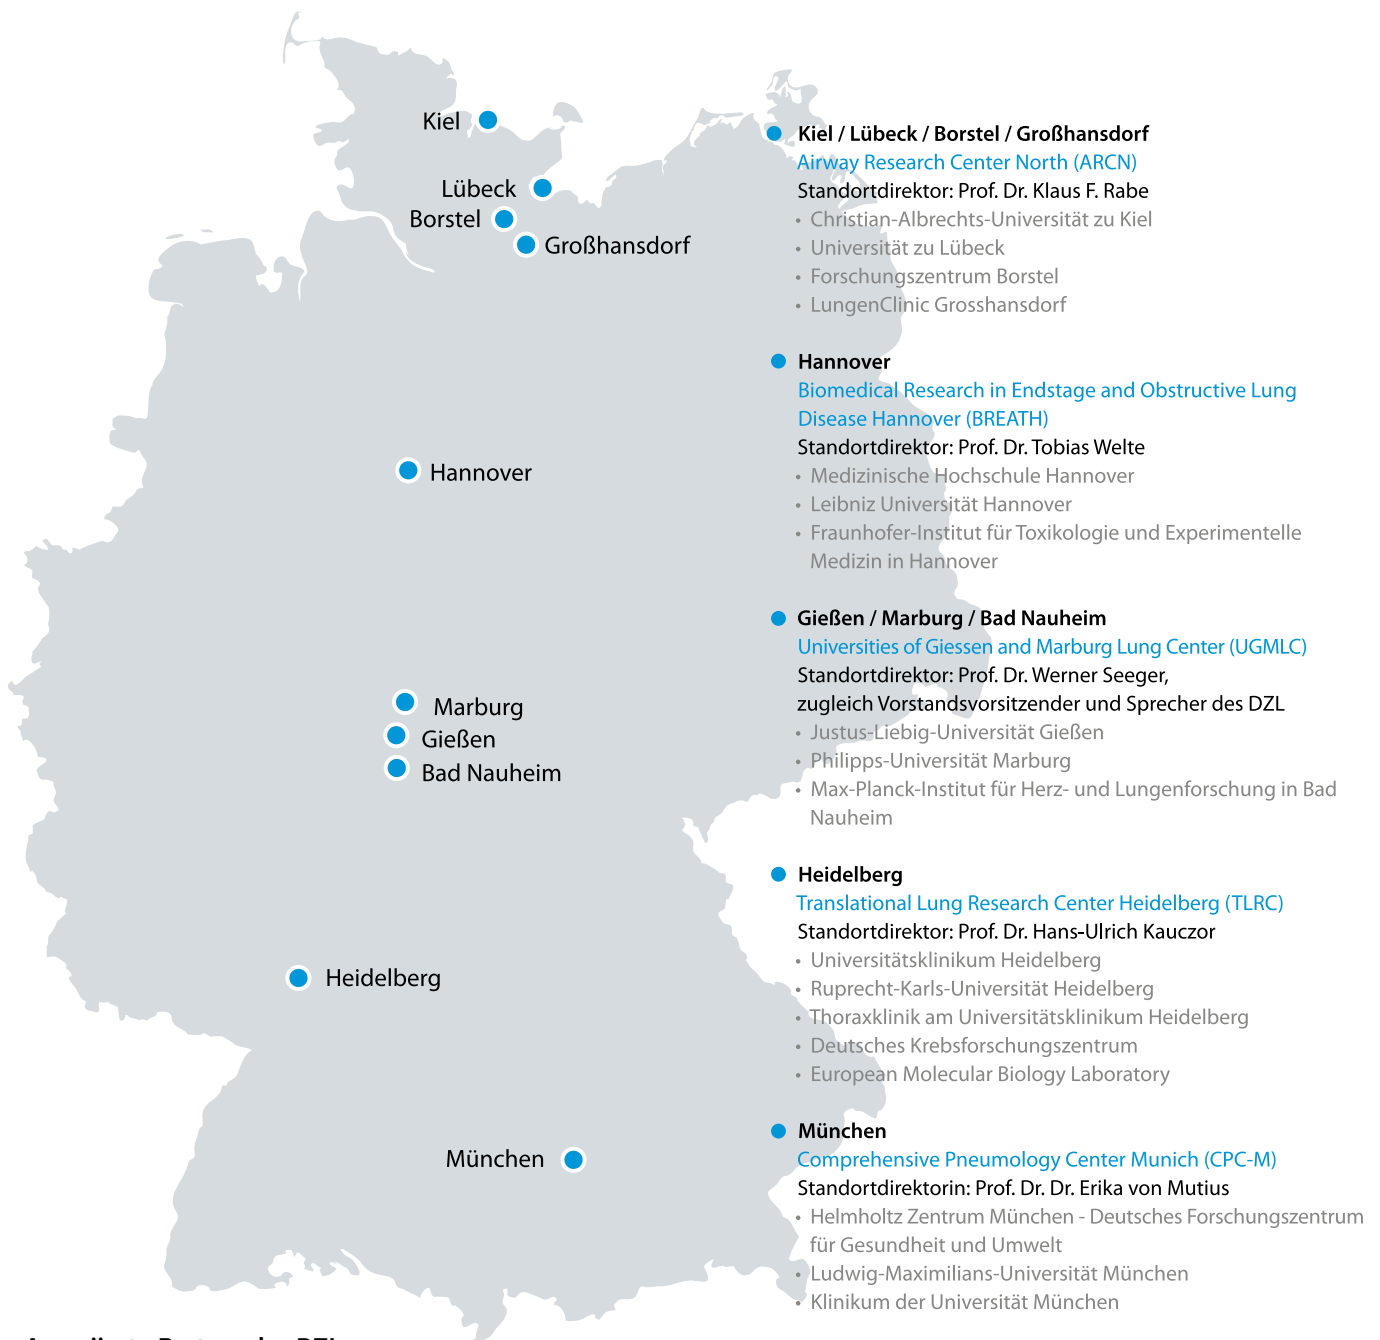 Kiel
Lübeck
Borstel
Großhansdorf
Hannover
Marburg
Gießen
Bad Nauheim
Heidelberg
München
Kiel / Lübeck / Borstel / Großhansdorf
Airway Research Center North (ARCN)
Standortdirektor: Prof. Dr. Klaus F. Rabe
• Christian-Albrechts-Universität zu Kiel
• Universität zu Lübeck
• Forschungszentrum Borstel
• LungenClinic Grosshansdorf
Hannover
Biomedical Research in Endstage and Obstructive Lung
Disease Hannover (BREATH)
Standortdirektor: Prof. Dr. Tobias Welte
• Medizinische Hochschule Hannover
• Leibniz Universität Hannover
• Fraunhofer-Institut für Toxikologie und Experimentelle
Medizin in Hannover
Gießen / Marburg / Bad Nauheim
Universities of Giessen and Marburg Lung Center (UGMLC)
Standortdirektor: Prof. Dr. Werner Seeger,
zugleich Vorstandsvorsitzender und Sprecher des DZL
• Justus-Liebig-Universität Gießen
• Philipps-Universität Marburg
• Max-Planck-Institut für Herz- und Lungenforschung in Bad
Nauheim
Heidelberg
Translational Lung Research Center Heidelberg (TLRC)
Standortdirektor: Prof. Dr. Hans-Ulrich Kauczor
• Universitätsklinikum Heidelberg
• Ruprecht-Karls-Universität Heidelberg
• Thoraxklinik am Universitätsklinikum Heidelberg
• Deutsches Krebsforschungszentrum
• European Molecular Biology Laboratory
München
Comprehensive Pneumology Center Munich (CPC-M)
Standortdirektorin: Prof. Dr. Dr. Erika von Mutius
• Helmholtz Zentrum München - Deutsches Forschungszentrum
für Gesundheit und Umwelt
• Ludwig-Maximilians-Universität München
• Klinikum der Universität München